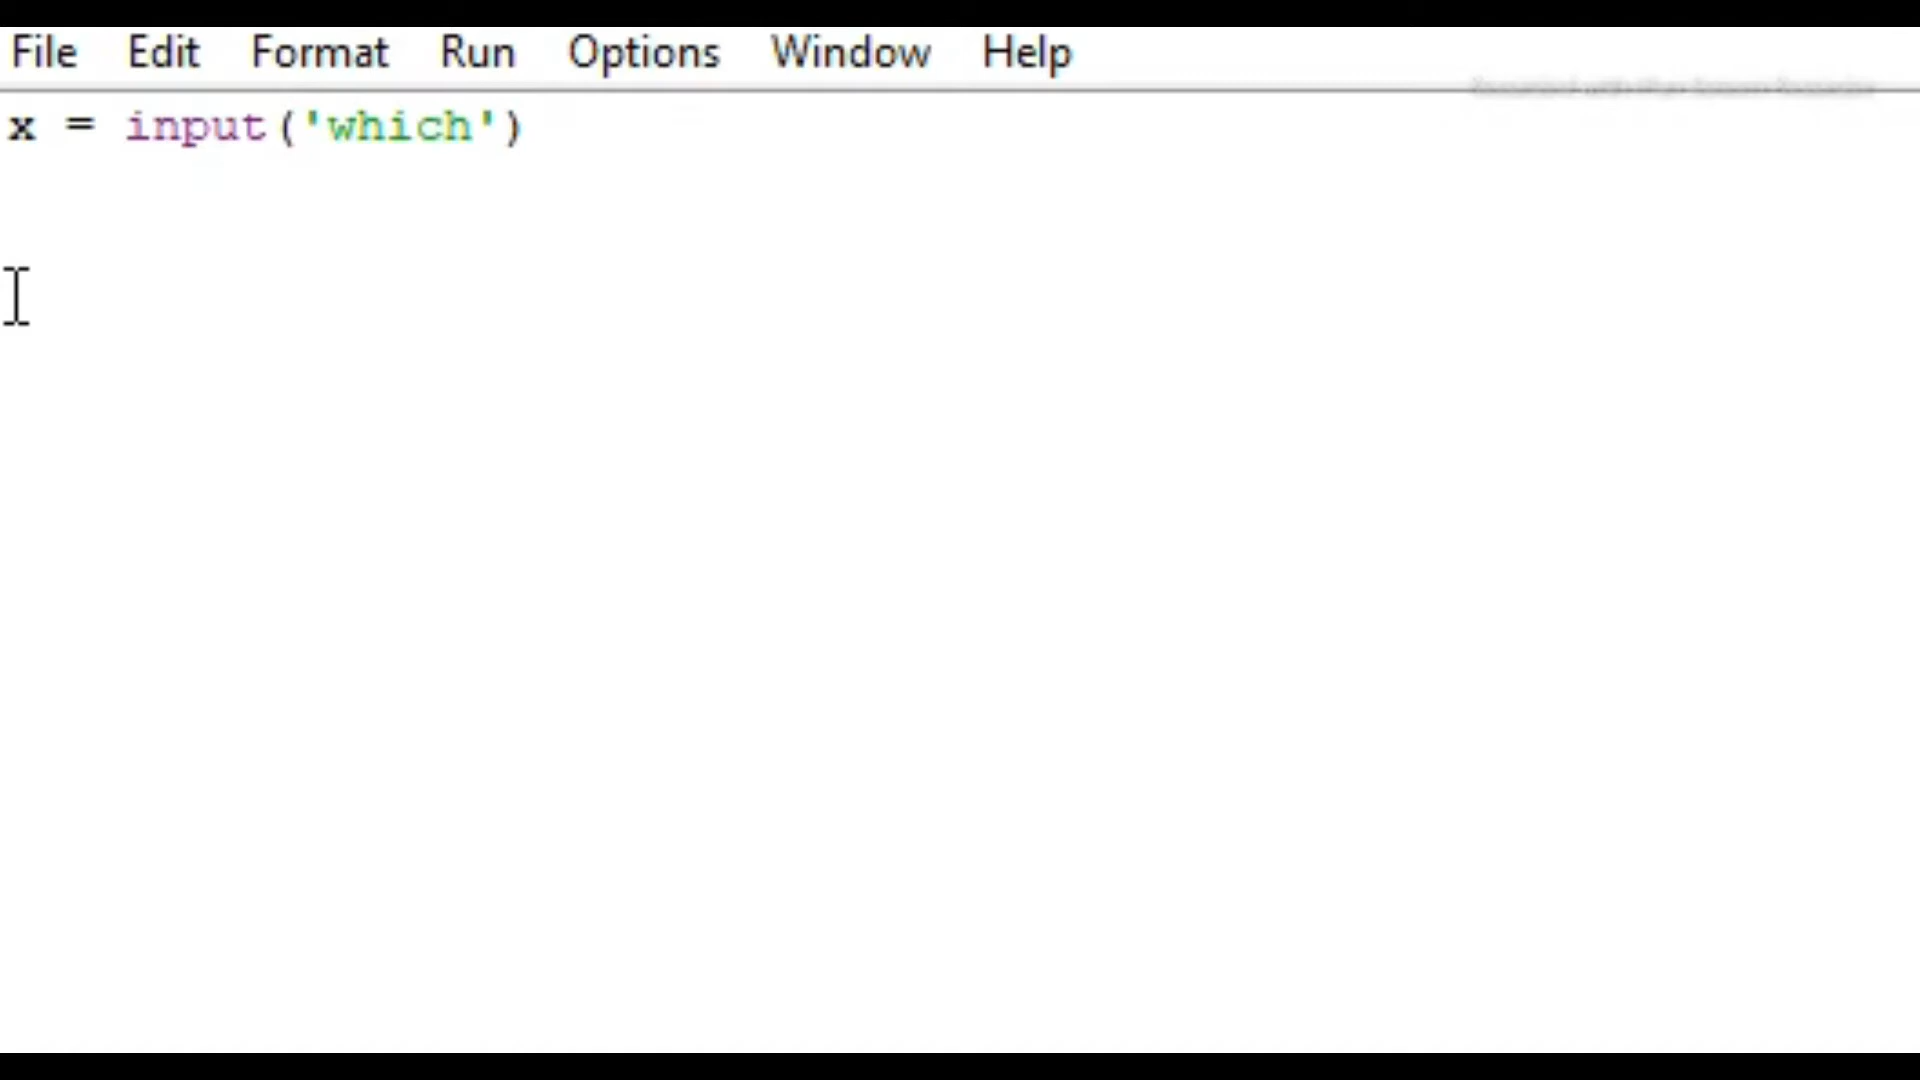 File Edit Format Run Options Window Help
x = input('which')